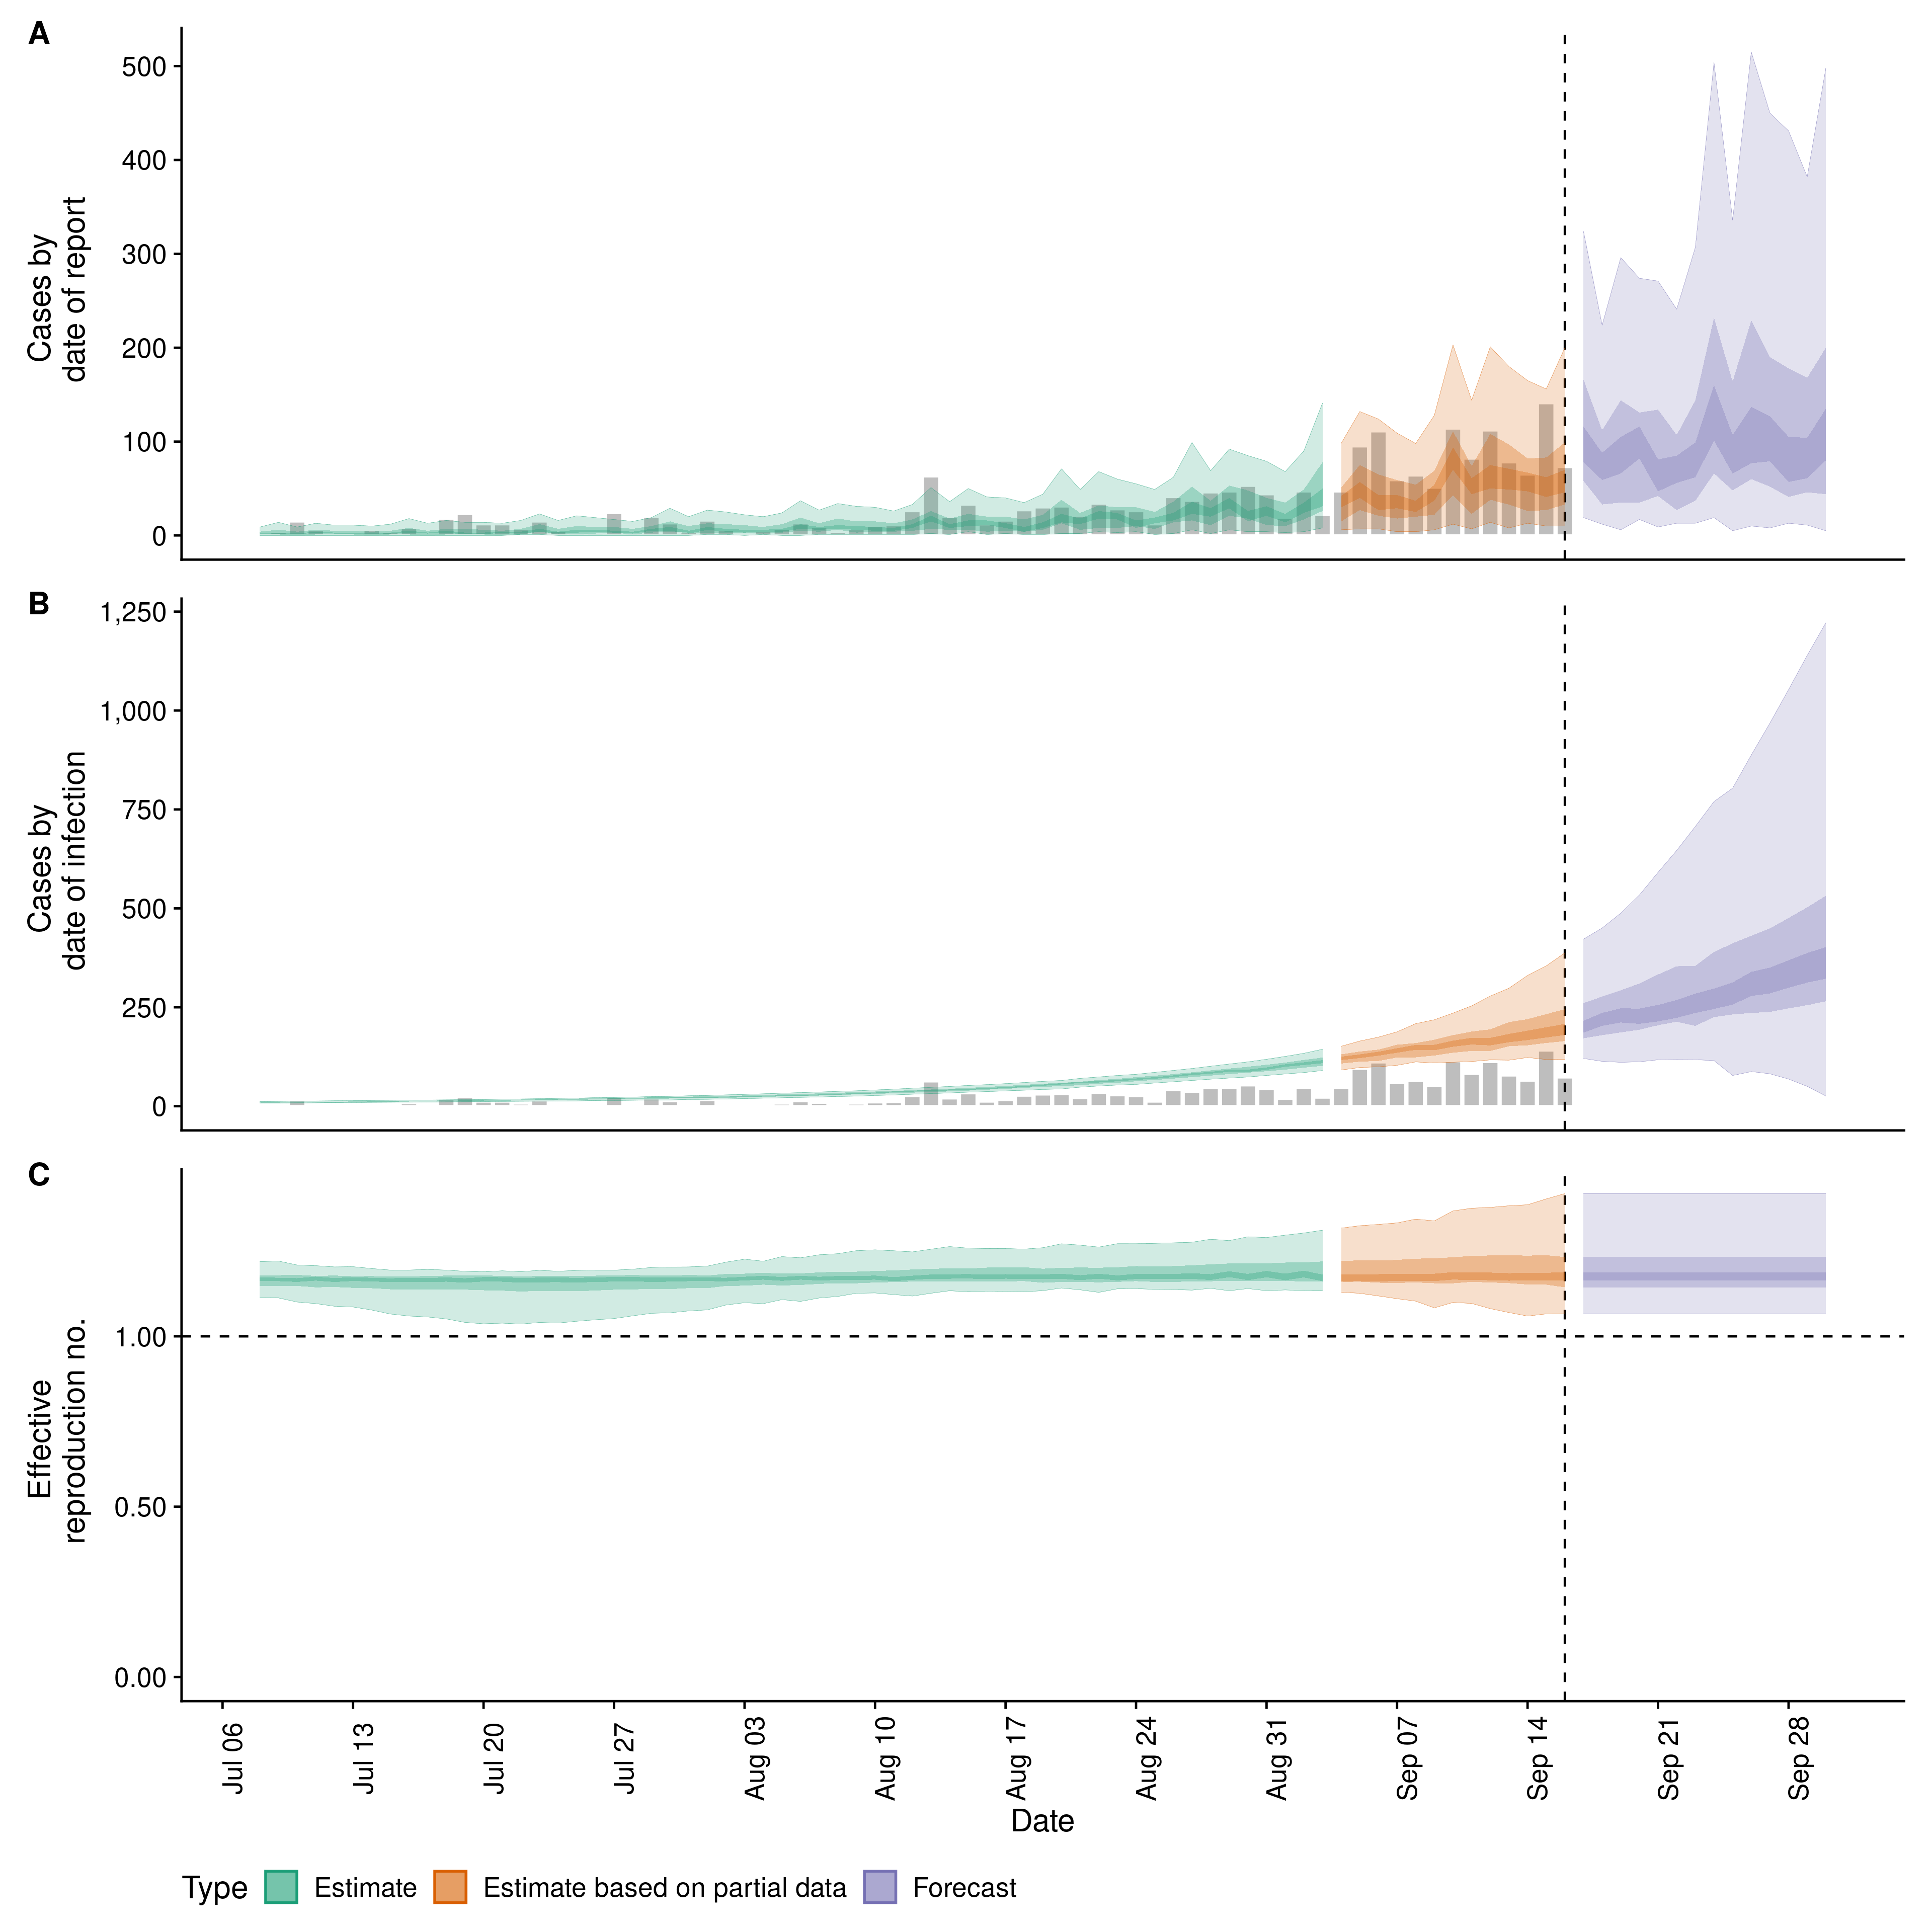 A
500
400
300
200
100
0
Cases by
date of report
B
1,250
1,000
750
500
250
0
Cases by
date of infection
C
1.00
0.50
0.00
Effective
reproduction no.
Jul 06
Jul 13
Jul 20
Jul 27
Aug 03
Aug 10
Aug 17
Aug 24
Aug 31
Sep 07
Sep 14
Sep 21
Sep 28
Date
Type Estimate Estimate based on partial data Forecast